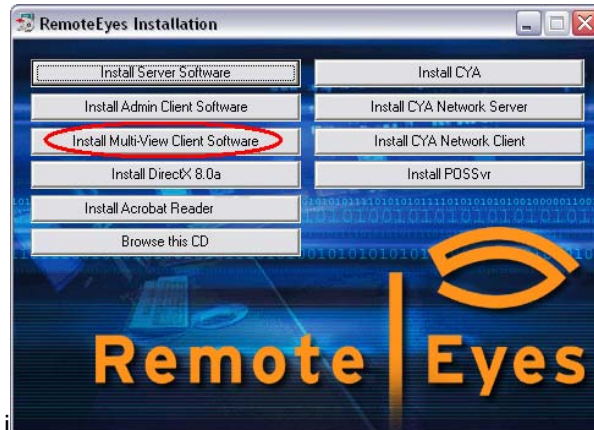 RemoteEyes Installation
Install Server Software
Install Admin Client Software
Install Multi-View Client Software
Install DirectX 8.0a
Install Acrobat Reader
Browse this CD
Install CYA
Install CYA Network Server
Install CYA Network Client
Install POSSvr
Remote Eyes
i